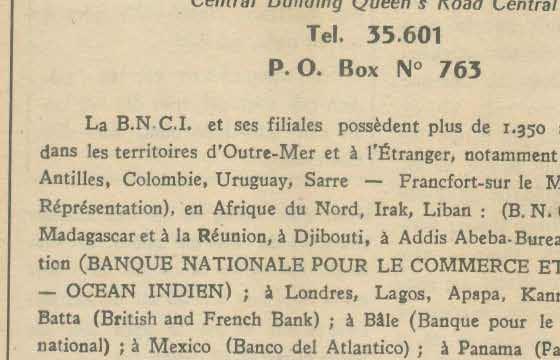 Central Building Queen's Road Central
Tel. 35.601
P. O. Box N° 763
La B.N.C.I. et ses filiales possèdent plus de 1.350
dans les territoires d'Outre-Mer et à l'Étranger, notamment
Antilles, Colombie, Uruguay, Sarre — Francfort-sur le M
Réprésentation), en Afrique du Nord, Irak, Liban : (B. N.
Madagascar et à la Réunion, à Djibouti, à Addis Abeba-Burea
tion (BANQUE NATIONALE POUR LE COMMERCE ET
— OCEAN INDIEN) ; à Londres, Lagos, Apapa, Kan
Batta (British and French Bank) ; à Bâle (Banque pour le
national) ; à Mexico (Banco del Atlantico) ; à Panama (